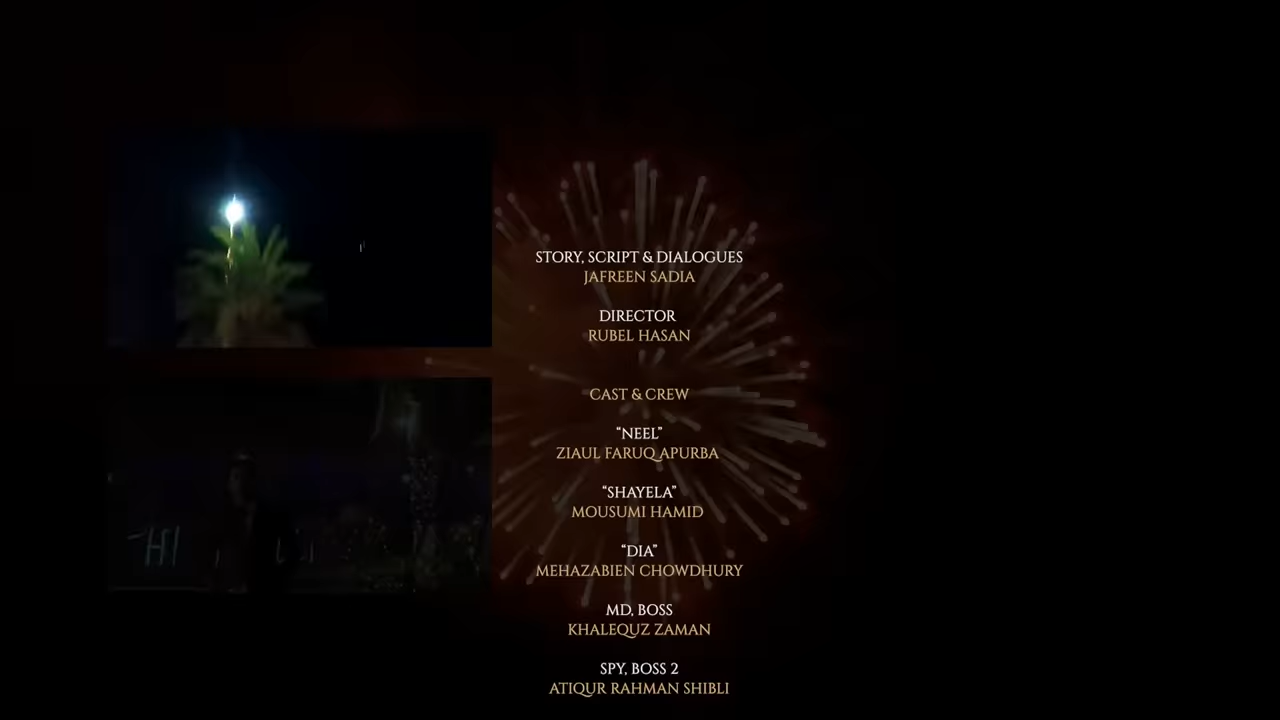 STORY, SCRIPT & DIALOGUES
JAFREEN SADIA
DIRECTOR
RUBEL HASAN
CAST & CREW
“NEEL”
ZIAUL FARUQ APURBA
“SHAYELA”
MOUSUMI HAMID
“DIA”
MEHAZABIEN CHOWDHURY
MD, BOSS
KHALEQUZ ZAMAN
SPY, BOSS 2
ATIQUR RAHMAN SHIBLI